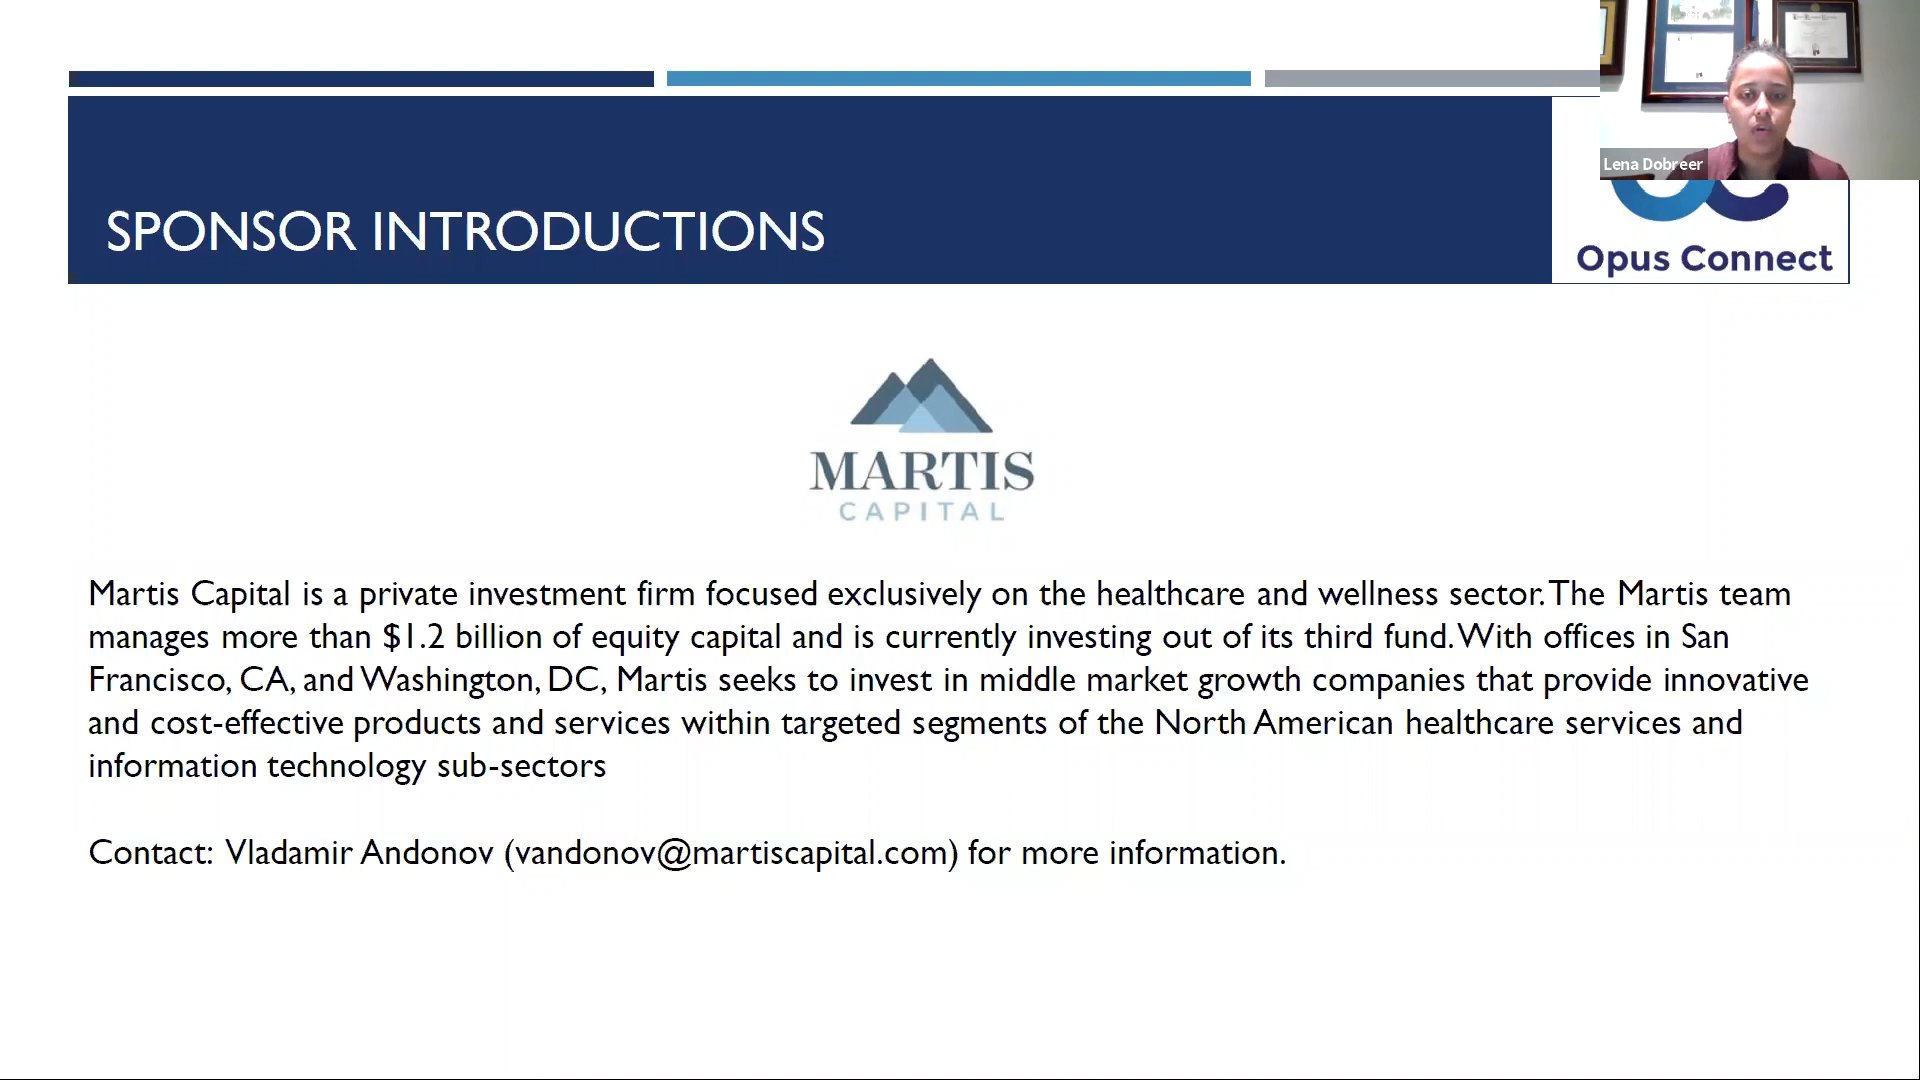 Lena Dobreer
SPONSOR INTRODUCTIONS
Opus Connect
MARTIS
CAPITAL
Martis Capital is a private investment firm focused exclusively on the healthcare and wellness sector. The Martis team
manages more than $1.2 billion of equity capital and is currently investing out of its third fund. With offices in San
Francisco, CA, and Washington, DC, Martis seeks to invest in middle market growth companies that provide innovative
and cost-effective products and services within targeted segments of the North American healthcare services and
information technology sub-sectors
Contact: Vladamir Andonov (vandonov@martiscapital.com) for more information.